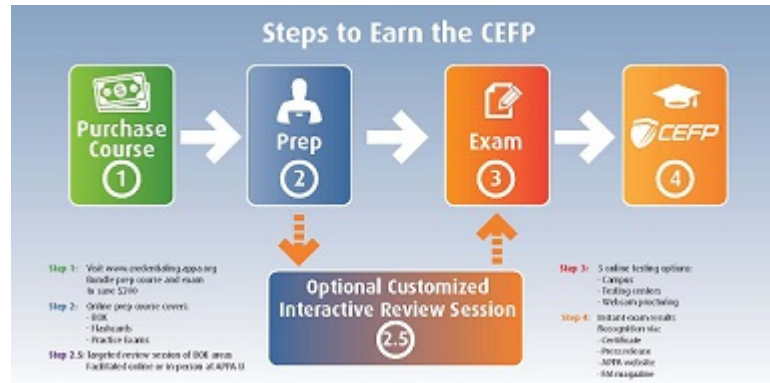 Steps to Earn the CEFP
Purchase
Course
1
Prep
2
Exam
3
CEFP
4
Optional Customized
Interactive Review Session
2.5
Step 1: Visit www.credentialing.appa.org
Bundle prep course and exam
to save
Step 2: Online prep course covers:
- BOK
- Flashcards
- Practice Exams
Step 2.5: Targeted review session of BOK areas
Facilitated online or in person at APPA U
Step 3: 3 online testing options:
- Campus
- Testing centers
- Webcam proctoring
Step 4: Instant exam results
Recognition via:
- Certificate
- Press release
- APPA website
- FM magazine